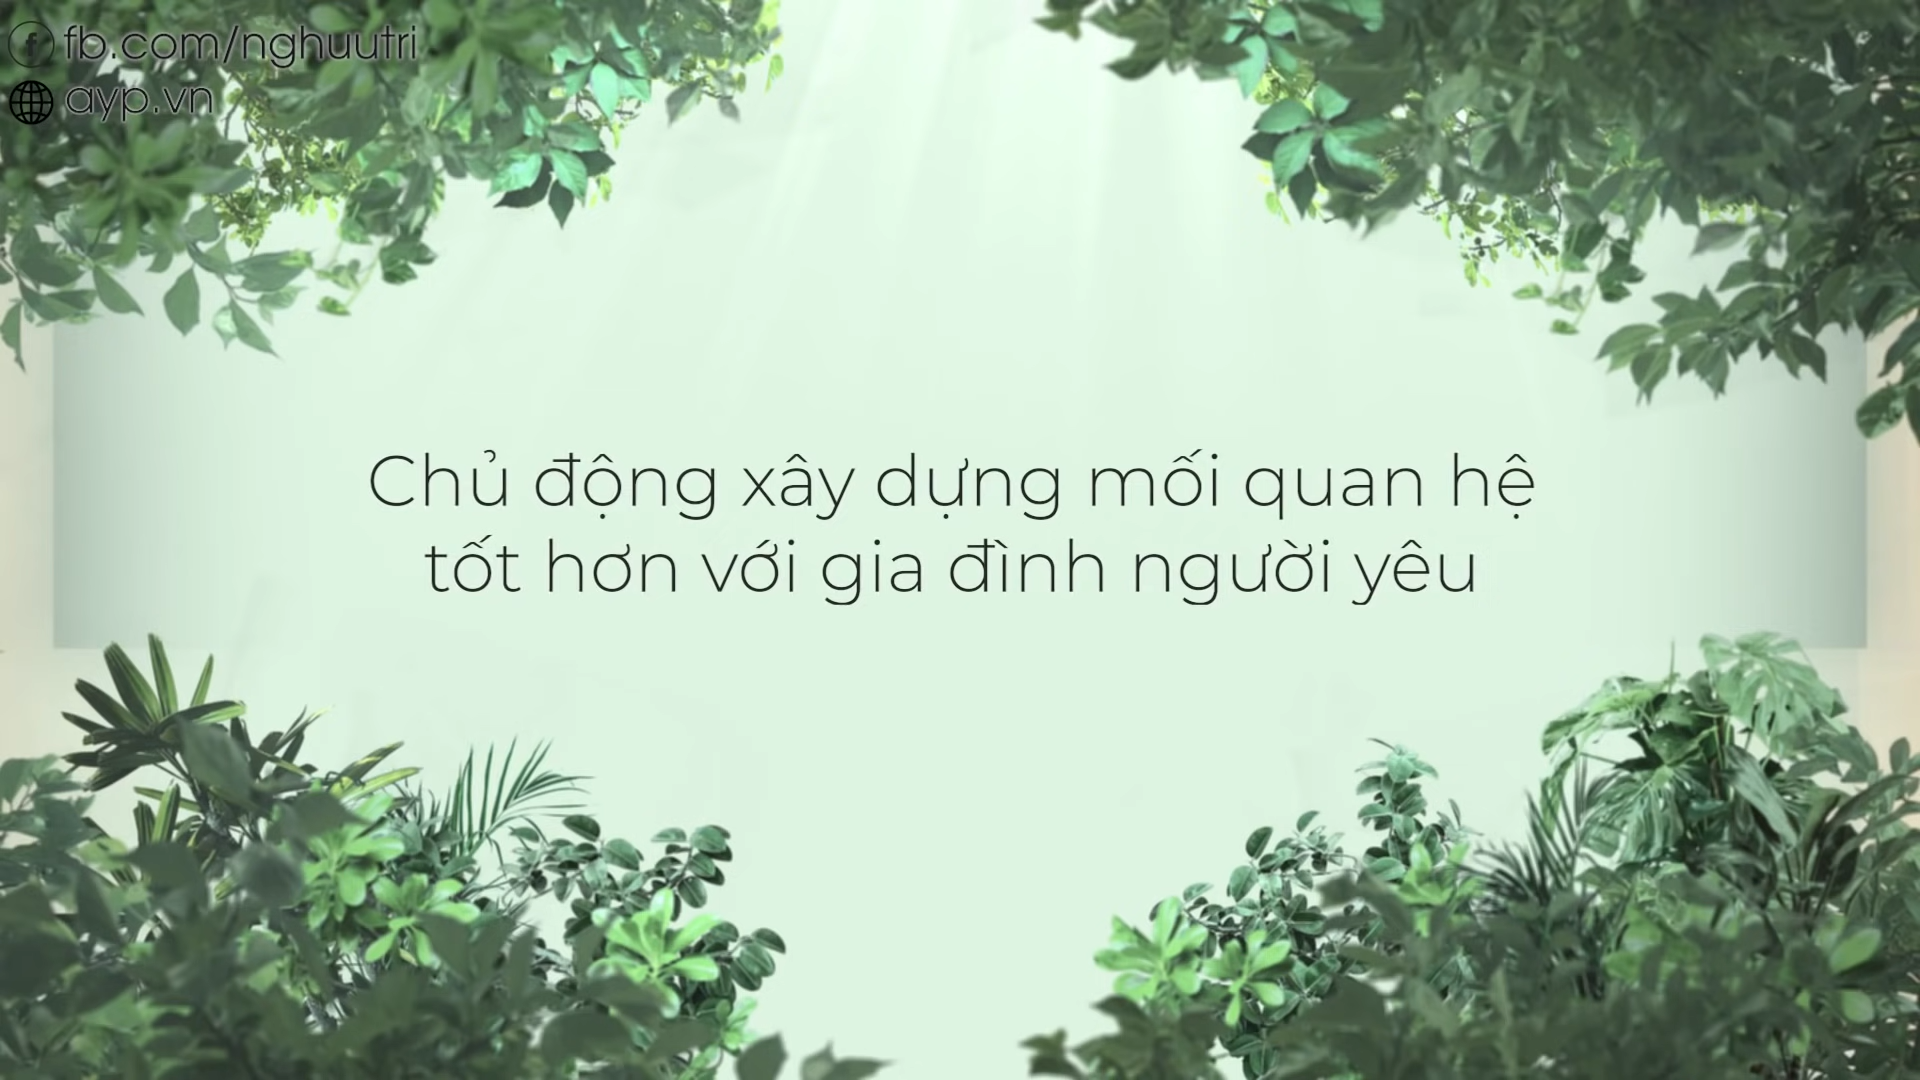 fb.com/nghuutri
ayp.vn
Chủ động xây dựng mối quan hệ
tốt hơn với gia đình người yêu